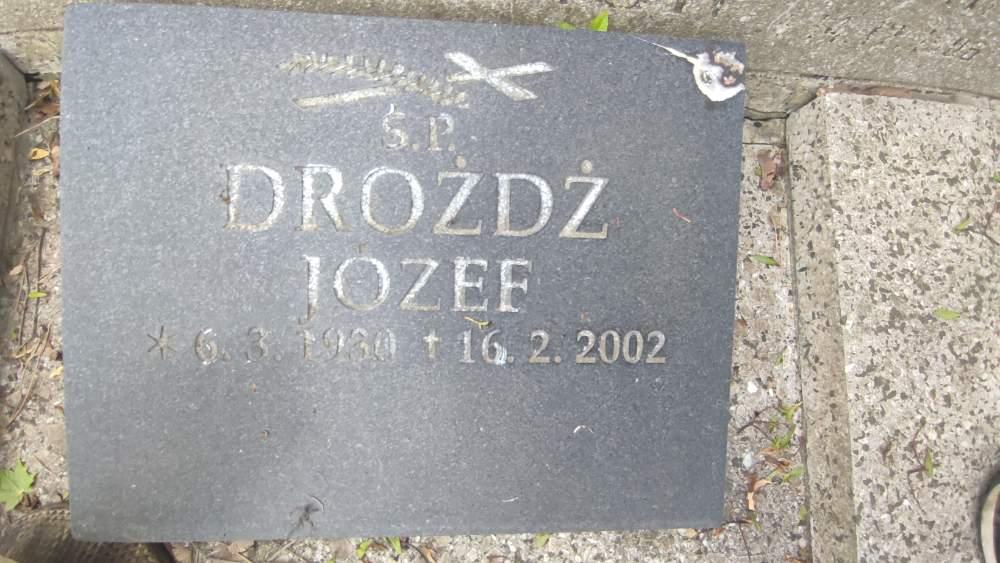 Ś.P.
DROŻDŻ
JÓZEF
* 6. 3. 1930 † 16. 2. 2002